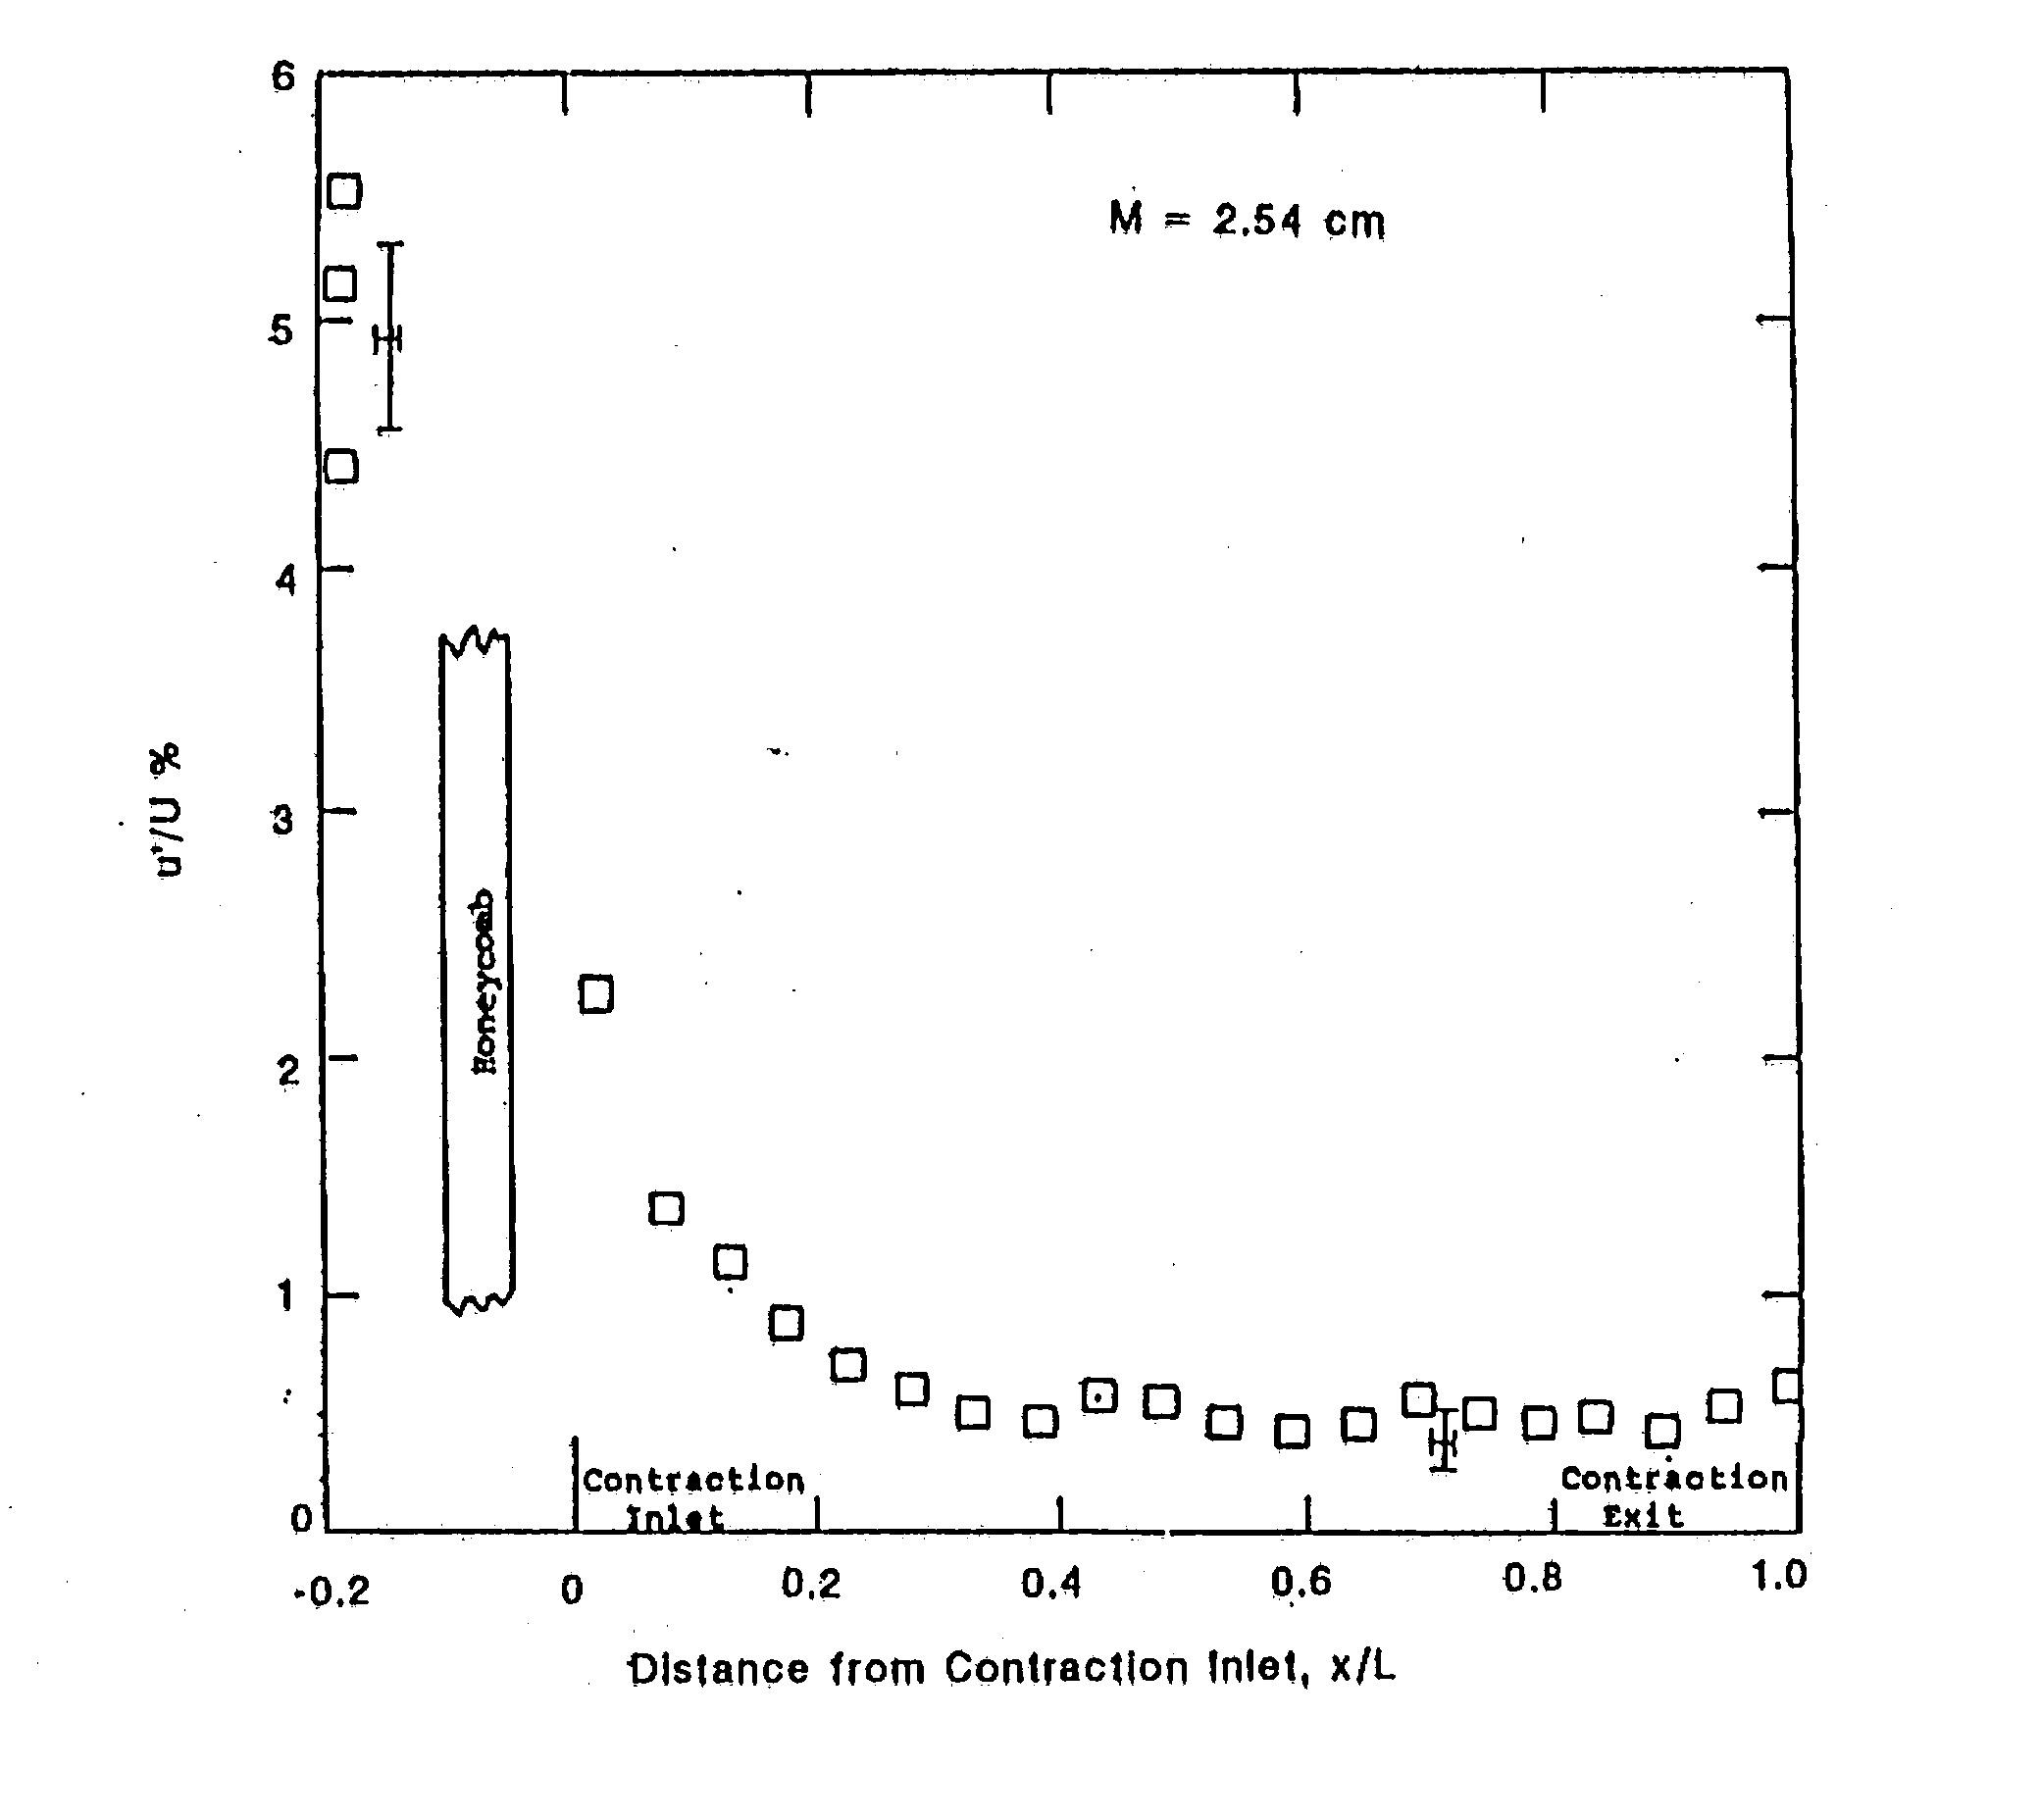 6
M = 2.54 cm
5
4
u'/U %
3
Honeycomb
2
1
Contraction
Inlet
Contraction
Exit
0
-0.2 0 0.2 0.4 0.6 0.8 1.0
Distance from Contraction Inlet, x/L